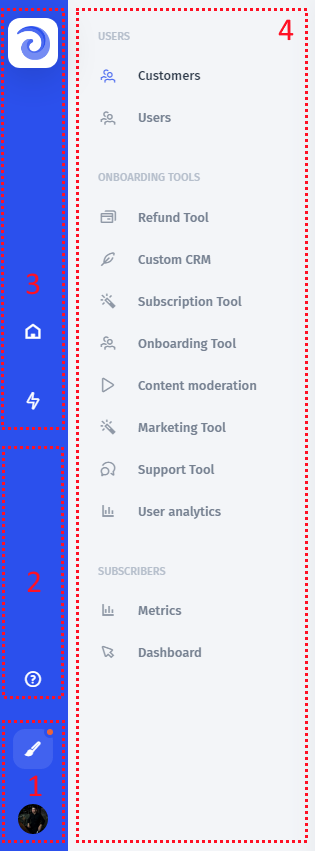 4
USERS
Customers
Users
ONBOARDING TOOLS
Refund Tool
Custom CRM
3
Subscription Tool
Onboarding Tool
Content moderation
Marketing Tool
Support Tool
User analytics
SUBSCRIBERS
2
Metrics
Dashboard
?
1